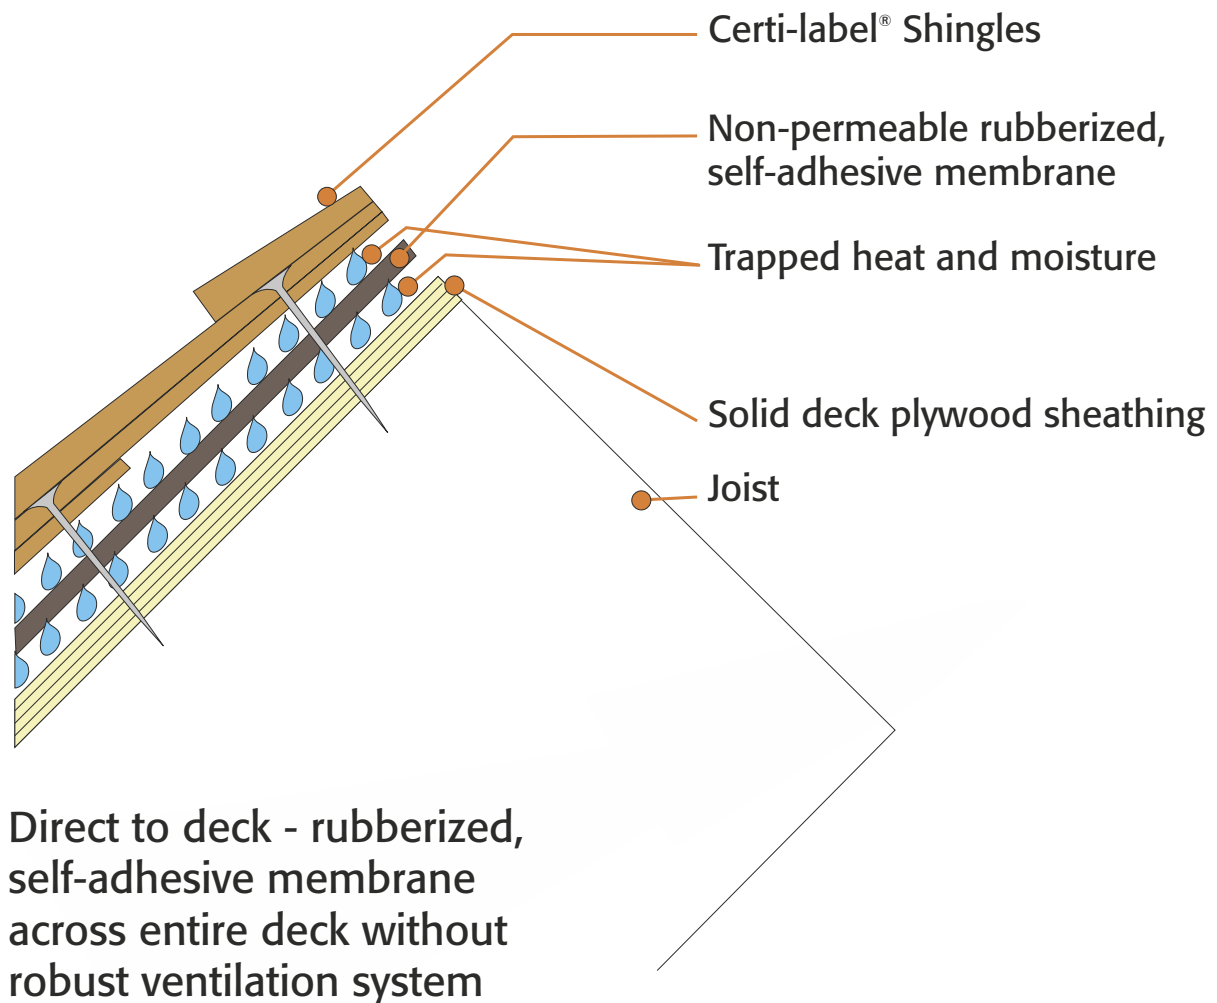 Certi-label® Shingles
Non-permeable rubberized,
self-adhesive membrane
Trapped heat and moisture
Solid deck plywood sheathing
Joist
Direct to deck - rubberized,
self-adhesive membrane
across entire deck without
robust ventilation system